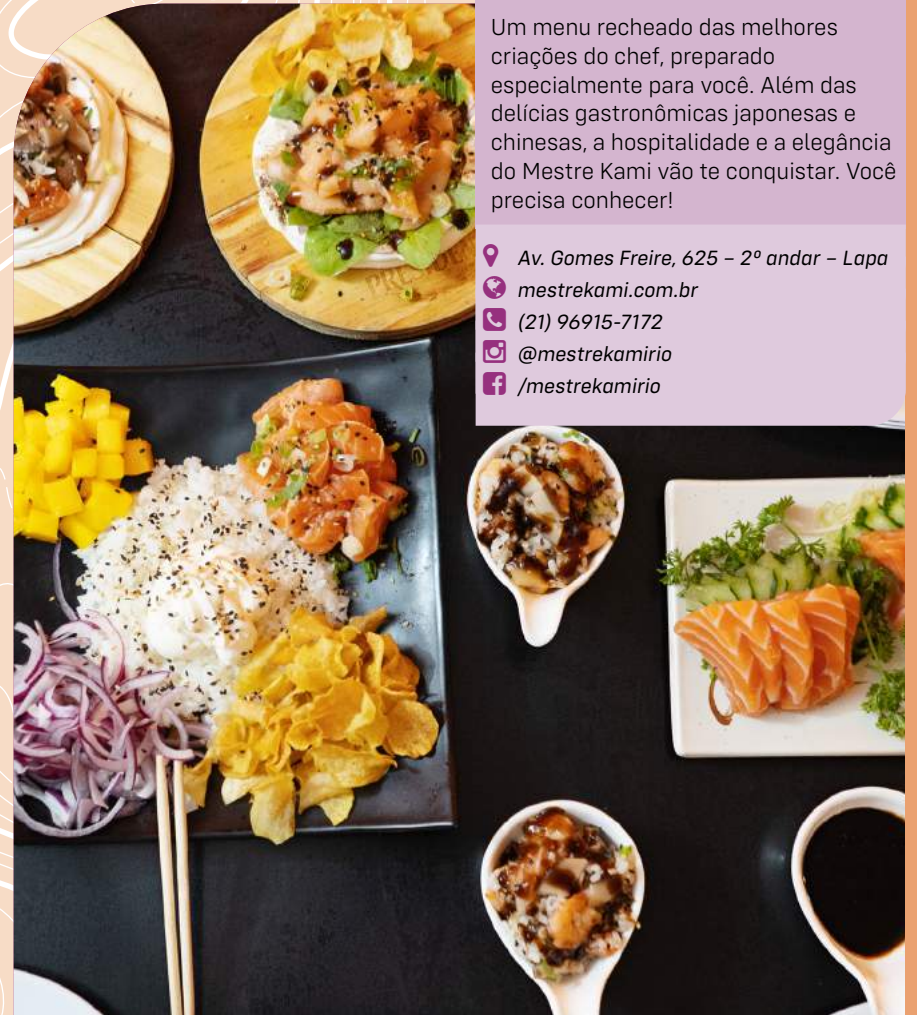 Um menu recheado das melhores
criações do chef, preparado
especialmente para você. Além das
delícias gastronômicas japonesas e
chinesas, a hospitalidade e a elegância
do Mestre Kami vão te conquistar. Você
precisa conhecer!
Av. Gomes Freire, 625 – 2º andar – Lapa
mestrekami.com.br
(21) 96915-7172
@mestrekamirio
/mestrekamirio